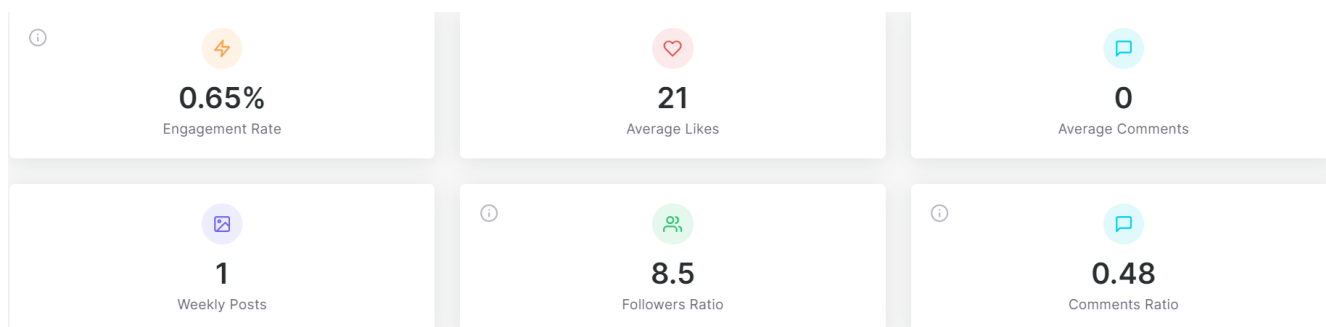 0.65%
Engagement Rate
21
Average Likes
0
Average Comments
1
Weekly Posts
8.5
Followers Ratio
0.48
Comments Ratio